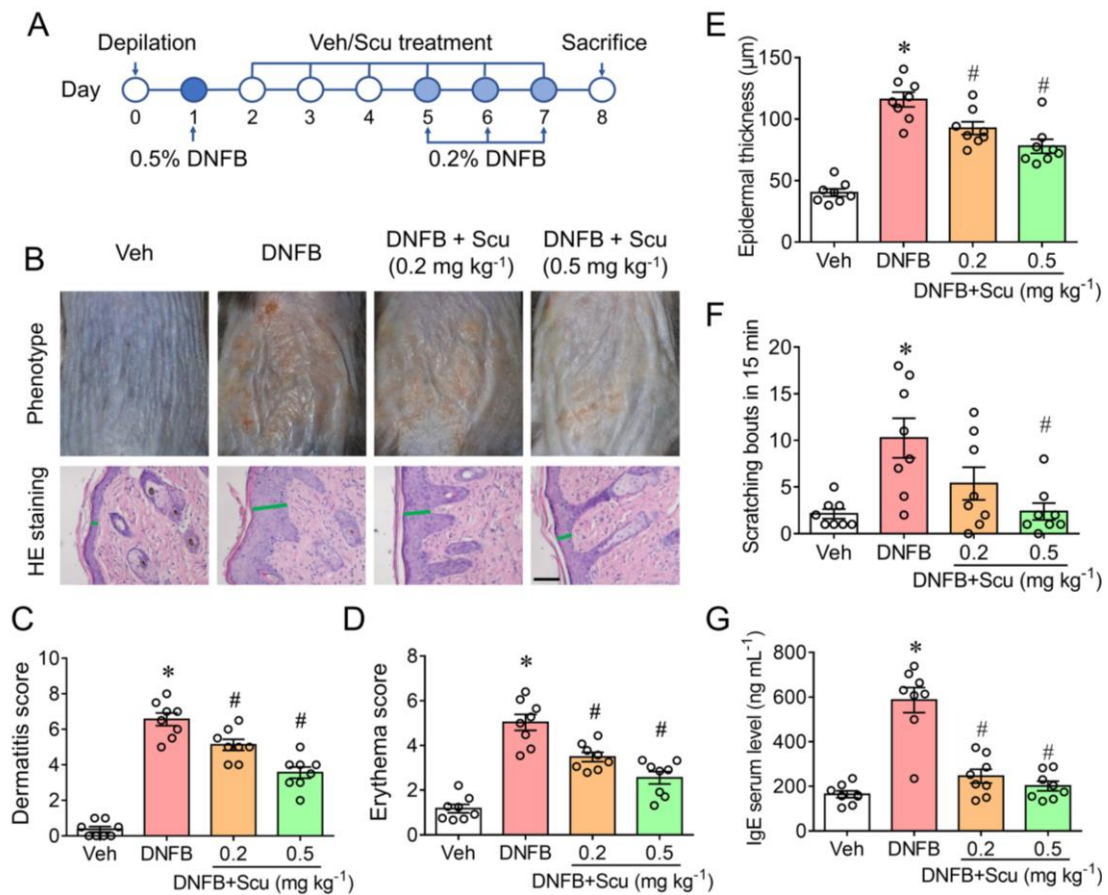 A
Depilation
Veh/Scu treatment
Sacrifice
Day
0 1 2 3 4 5 6 7 8
0.5% DNFB
0.2% DNFB
B
Veh
DNFB
DNFB + Scu
(0.2 mg kg⁻¹)
DNFB + Scu
(0.5 mg kg⁻¹)
Phenotype
HE staining
C
Dermatitis score
10
8
6
4
2
0
*
#
#
Veh DNFB 0.2 0.5
DNFB+Scu (mg kg⁻¹)
D
Erythema score
8
6
4
2
0
*
#
#
Veh DNFB 0.2 0.5
DNFB+Scu (mg kg⁻¹)
E
Epidermal thickness (μm)
150
100
50
0
*
#
#
Veh DNFB 0.2 0.5
DNFB+Scu (mg kg⁻¹)
F
Scratching bouts in 15 min
20
15
10
5
0
*
#
Veh DNFB 0.2 0.5
DNFB+Scu (mg kg⁻¹)
G
IgE serum level (ng mL⁻¹)
800
600
400
200
0
*
#
#
Veh DNFB 0.2 0.5
DNFB+Scu (mg kg⁻¹)